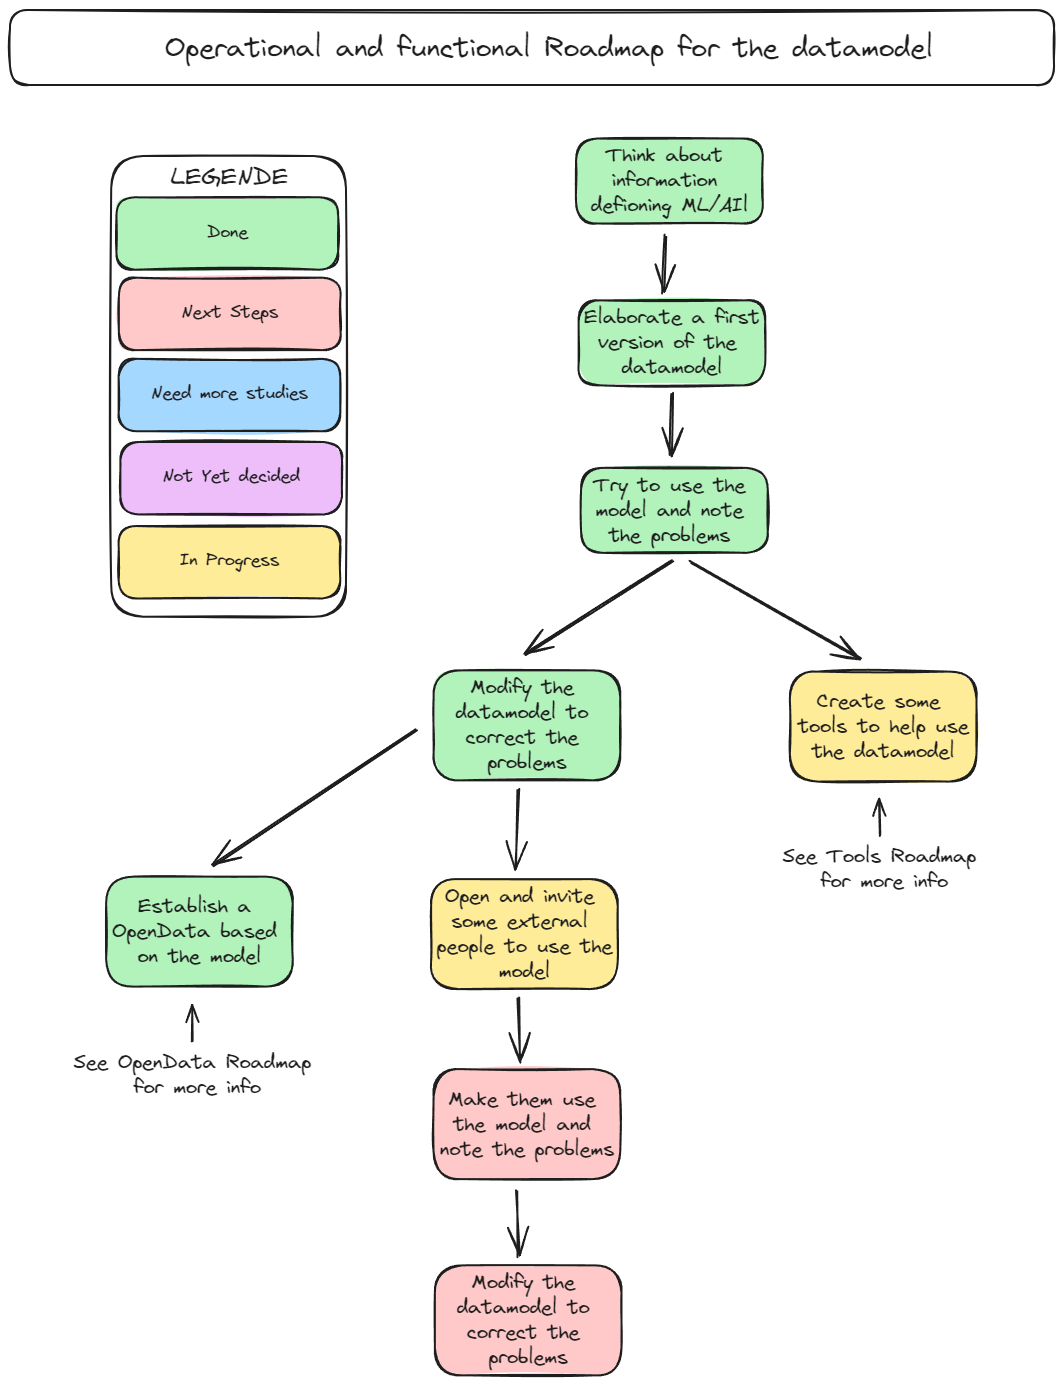 Operational and functional Roadmap for the datamodel
LEGENDE
Done
Next Steps
Need more studies
Not Yet decided
In Progress
Think about
information
defioning ML/AIl
Elaborate a first
version of the
datamodel
Try to use the
model and note
the problems
Modify the
datamodel to
correct the
problems
Create some
tools to help use
the datamodel
See Tools Roadmap
for more info
Establish a
OpenData based
on the model
See OpenData Roadmap
for more info
Open and invite
some external
people to use the
model
Make them use
the model and
note the problems
Modify the
datamodel to
correct the
problems